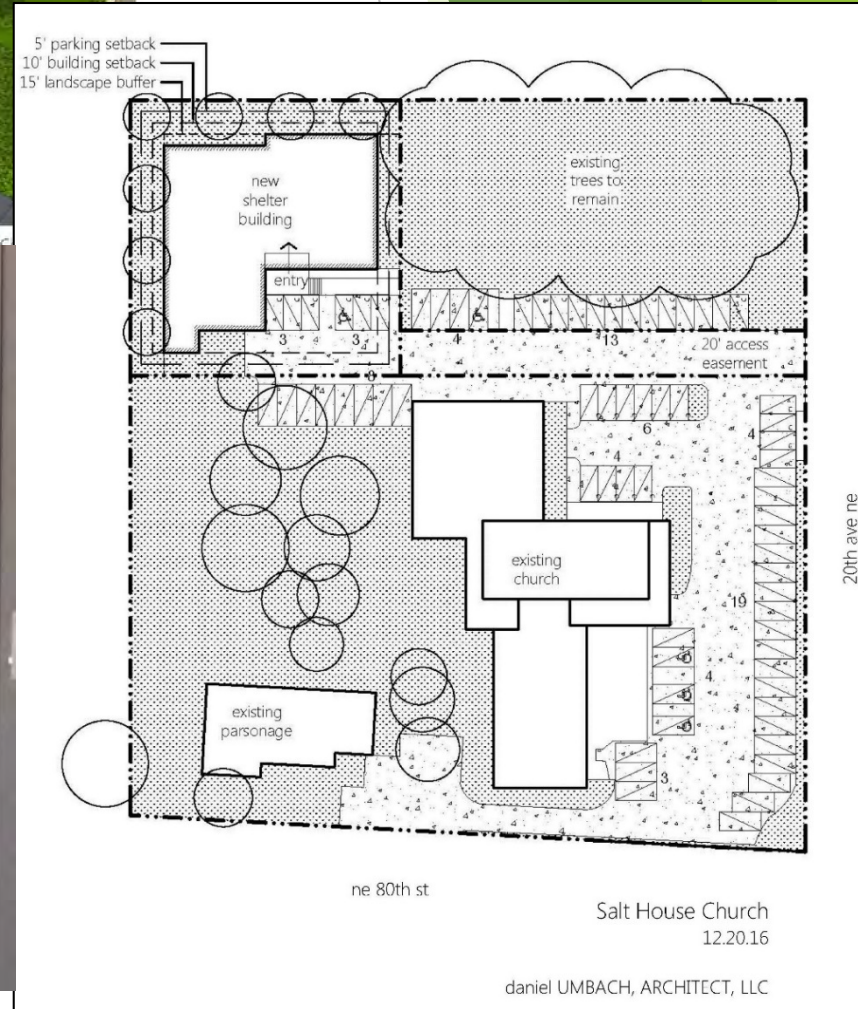 5' parking setback
10' building setback
15' landscape buffer
new
shelter
building
existing
trees to
remain
entry
3
3
4
13
20' access
easement
8
6
4
4
existing
church
19
4
existing
parsonage
3
20th ave ne
ne 80th st
Salt House Church
12.20.16
daniel UMBACH, ARCHITECT, LLC